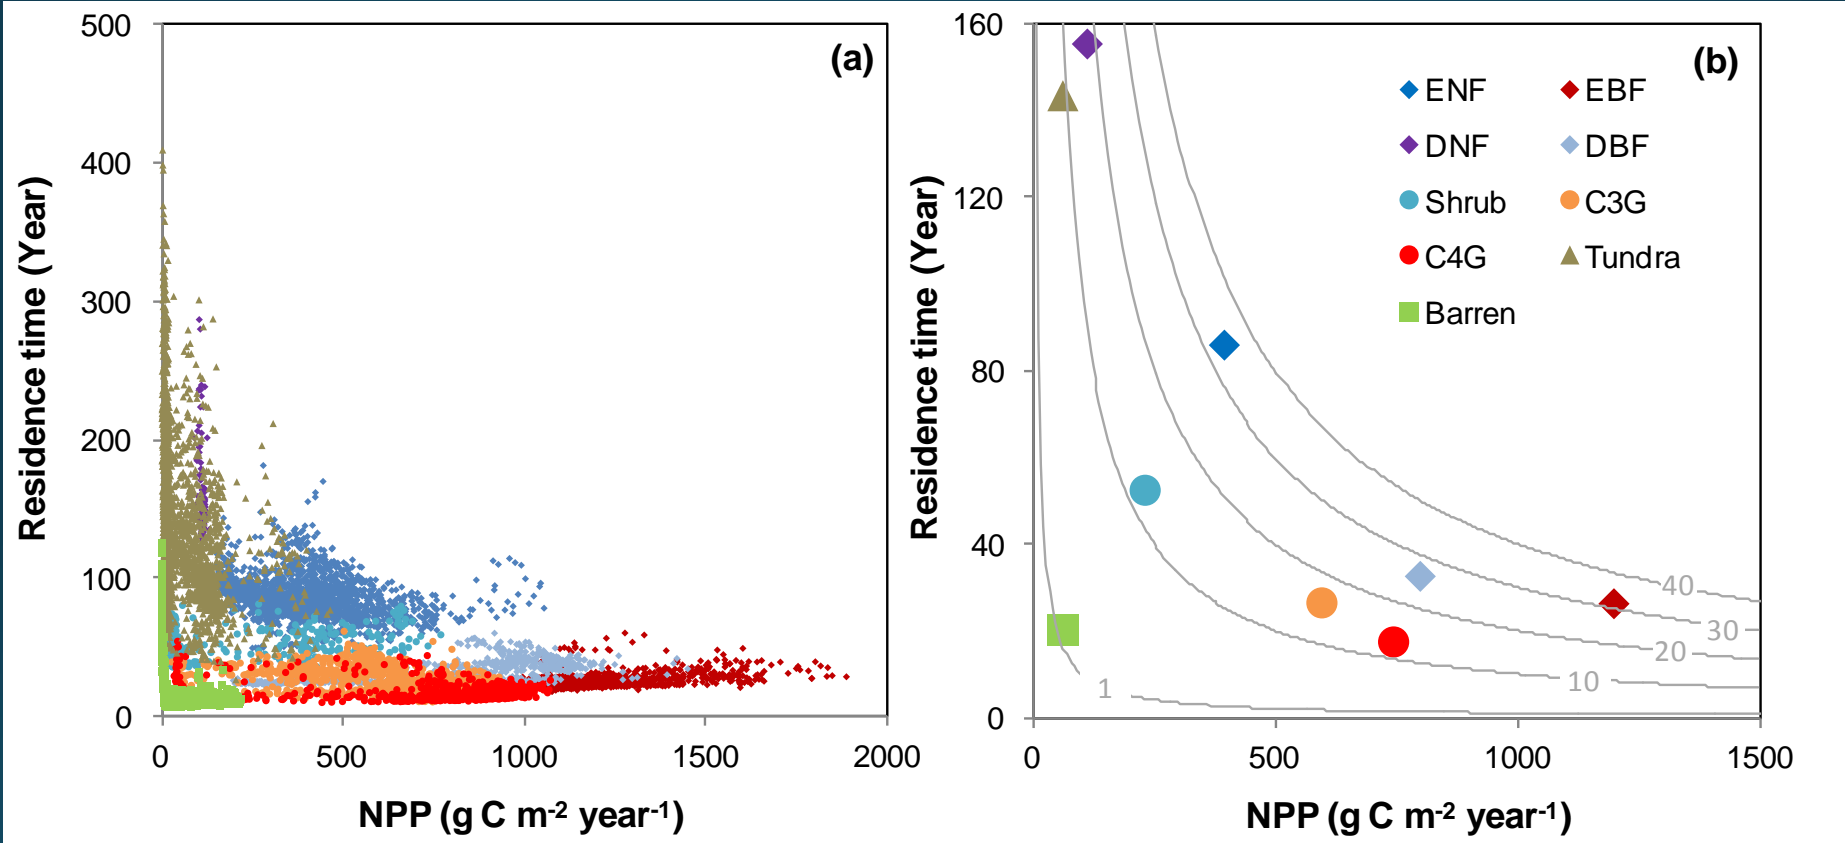 (a)
Residence time (Year)
500
400
300
200
100
0
0 500 1000 1500 2000
NPP (g C m-2 year-1)
(b)
Residence time (Year)
160
120
80
40
0
ENF EBF
DNF DBF
Shrub C3G
C4G Tundra
Barren
40
30
20
10
1
0 500 1000 1500
NPP (g C m-2 year-1)